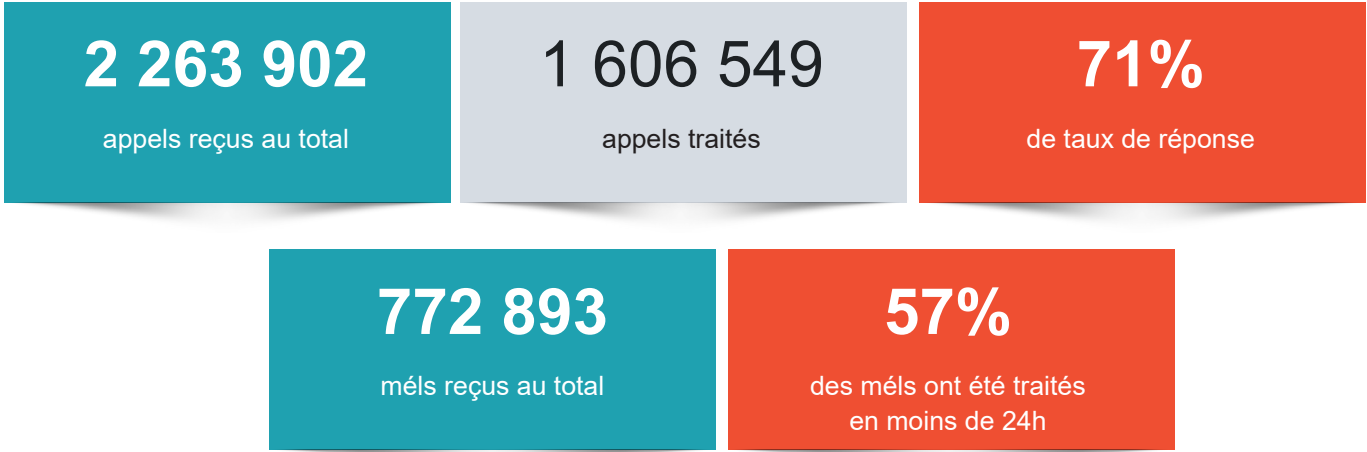 2 263 902
appels reçus au total
1 606 549
appels traités
71%
de taux de réponse
772 893
méls reçus au total
57%
des méls ont été traités
en moins de 24h